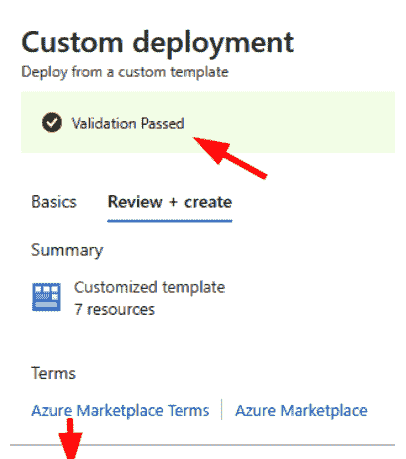 Custom deployment
Deploy from a custom template
Validation Passed
Basics Review + create
Summary
Customized template
7 resources
Terms
Azure Marketplace Terms Azure Marketplace